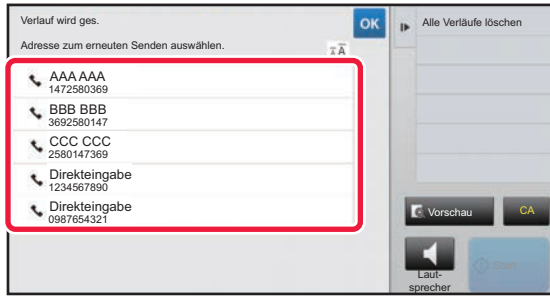 Verlauf wird ges.
OK
Alle Verläufe löschen
Adresse zum erneuten Senden auswählen.
AAA AAA
1472580369
BBB BBB
3692580147
CCC CCC
2580147369
Direkteingabe
1234567890
Direkteingabe
0987654321
Vorschau
CA
Laut-
sprecher
Start